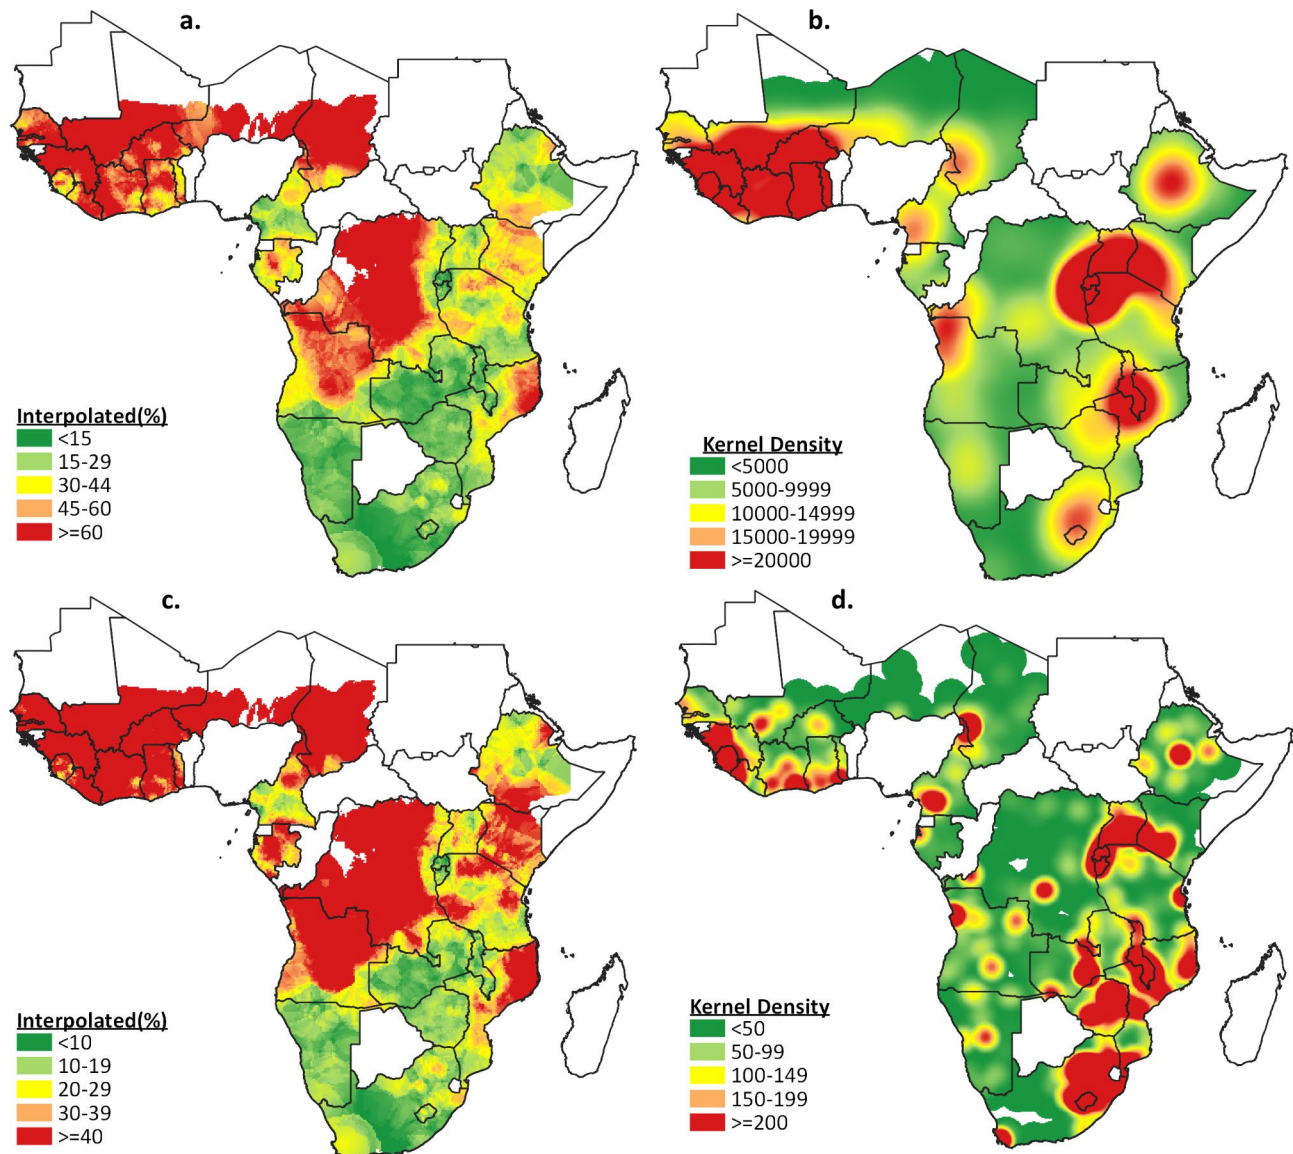 a.
b.
Interpolated(%)
<15
15-29
30-44
45-60
>=60
Kernel Density
<5000
5000-9999
10000-14999
15000-19999
>=20000
c.
d.
Interpolated(%)
<10
10-19
20-29
30-39
>=40
Kernel Density
<50
50-99
100-149
150-199
>=200